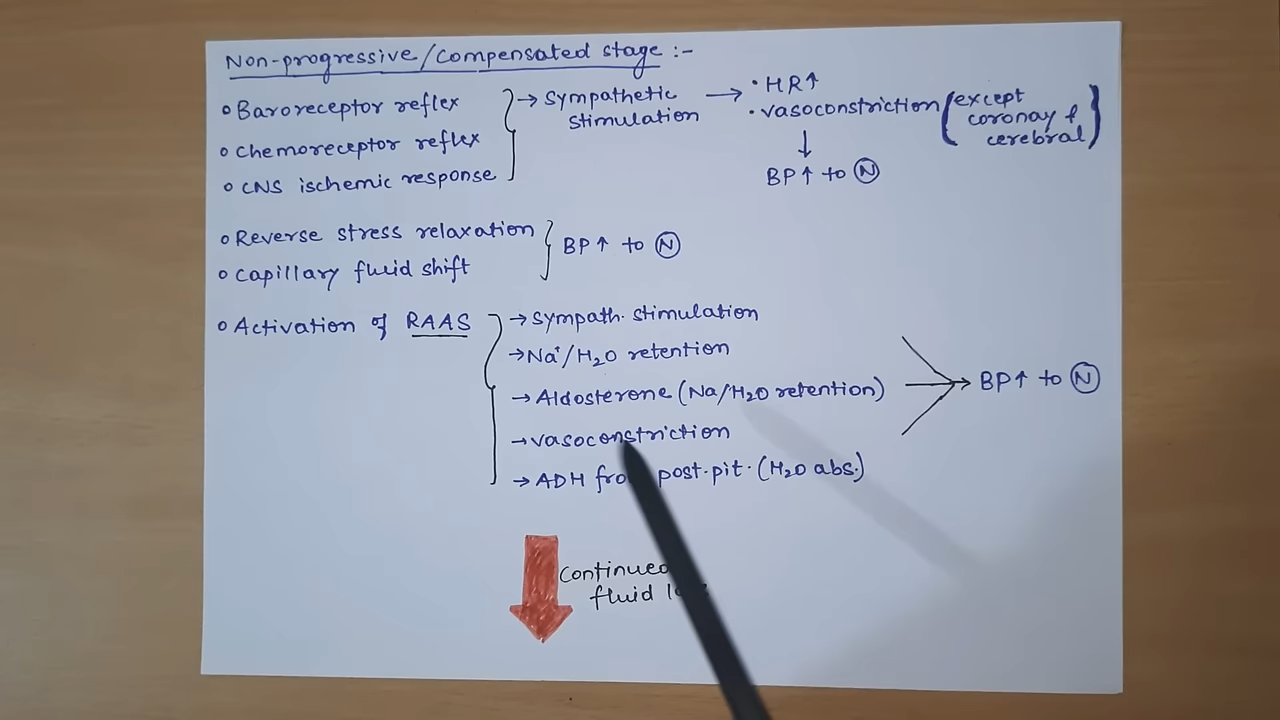 Non-progressive/compensated stage :-
• Baroreceptor reflex
• Chemoreceptor reflex
• CNS ischemic response
→ Sympathetic
stimulation
→ • HR↑
• vasoconstriction (except
coronay &
cerebral)
↓
BP↑ to Ⓝ
• Reverse stress relaxation
• Capillary fluid shift
BP↑ to Ⓝ
• Activation of RAAS
→ Sympath. stimulation
→ Na⁺/H₂O retention
→ Aldosterone (Na/H₂O retention)
→ vasoconstriction
→ ADH post.pit. (H₂O abs.)
→ BP↑ to Ⓝ
Continued
fluid